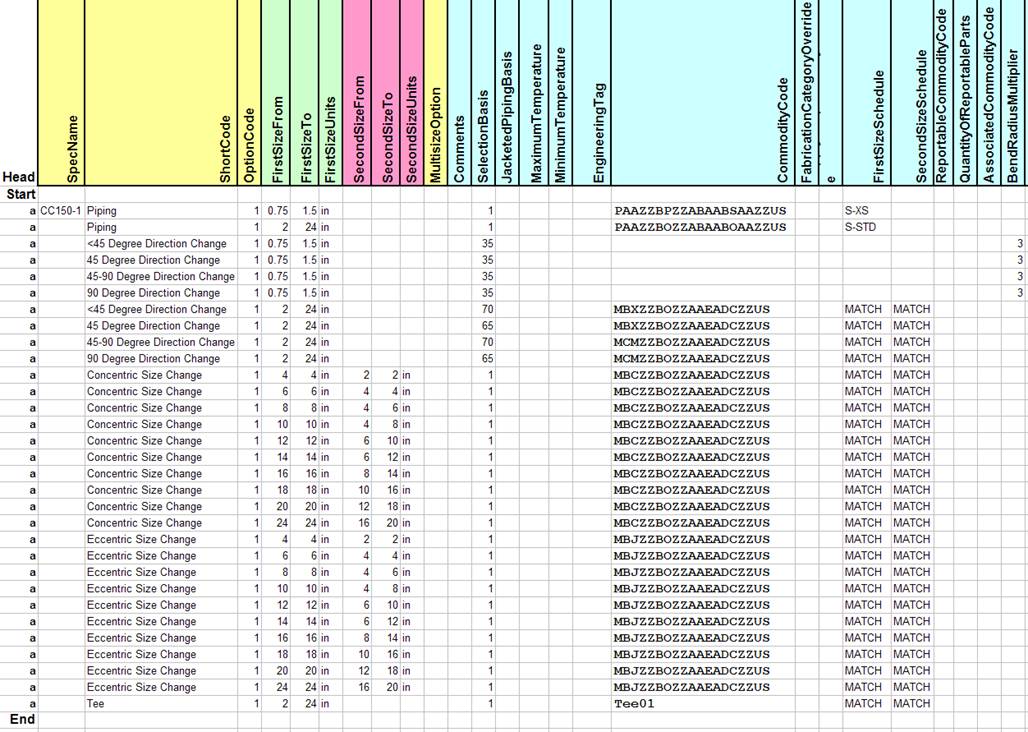 Head SpecName ShortCode OptionCode FirstSizeFrom FirstSizeTo FirstSizeUnits SecondSizeFrom SecondSizeTo SecondSizeUnits MultisizeOption Comments SelectionBasis JacketedPipingBasis MaximumTemperature MinimumTemperature EngineeringTag CommodityCode FabricationCategoryOverride e FirstSizeSchedule SecondSizeSchedule ReportableCommodityCode QuantityOfReportableParts AssociatedCommodityCode BendRadiusMultiplier
Start
a CC150-1 Piping 1 0.75 1.5 in 1 PAAZZBPZZABAABSAAZZUS S-XS
a Piping 1 2 24 in 1 PAAZZBOZZABAABOAAZZUS S-STD
a <45 Degree Direction Change 1 0.75 1.5 in 35 3
a 45 Degree Direction Change 1 0.75 1.5 in 35 3
a 45-90 Degree Direction Change 1 0.75 1.5 in 35 3
a 90 Degree Direction Change 1 0.75 1.5 in 35 3
a <45 Degree Direction Change 1 2 24 in 70 MBXZZBOZZAAEADCZZUS MATCH MATCH
a 45 Degree Direction Change 1 2 24 in 65 MBXZZBOZZAAEADCZZUS MATCH MATCH
a 45-90 Degree Direction Change 1 2 24 in 70 MCMZZBOZZAAEADCZZUS MATCH MATCH
a 90 Degree Direction Change 1 2 24 in 65 MCMZZBOZZAAEADCZZUS MATCH MATCH
a Concentric Size Change 1 4 4 in 2 2 in 1 MBCZZBOZZAAEADCZZUS MATCH MATCH
a Concentric Size Change 1 6 6 in 4 4 in 1 MBCZZBOZZAAEADCZZUS MATCH MATCH
a Concentric Size Change 1 8 8 in 4 6 in 1 MBCZZBOZZAAEADCZZUS MATCH MATCH
a Concentric Size Change 1 10 10 in 4 8 in 1 MBCZZBOZZAAEADCZZUS MATCH MATCH
a Concentric Size Change 1 12 12 in 6 10 in 1 MBCZZBOZZAAEADCZZUS MATCH MATCH
a Concentric Size Change 1 14 14 in 6 12 in 1 MBCZZBOZZAAEADCZZUS MATCH MATCH
a Concentric Size Change 1 16 16 in 8 14 in 1 MBCZZBOZZAAEADCZZUS MATCH MATCH
a Concentric Size Change 1 18 18 in 10 16 in 1 MBCZZBOZZAAEADCZZUS MATCH MATCH
a Concentric Size Change 1 20 20 in 12 18 in 1 MBCZZBOZZAAEADCZZUS MATCH MATCH
a Concentric Size Change 1 24 24 in 16 20 in 1 MBCZZBOZZAAEADCZZUS MATCH MATCH
a Eccentric Size Change 1 4 4 in 2 2 in 1 MBJZZBOZZAAEADCZZUS MATCH MATCH
a Eccentric Size Change 1 6 6 in 4 4 in 1 MBJZZBOZZAAEADCZZUS MATCH MATCH
a Eccentric Size Change 1 8 8 in 4 6 in 1 MBJZZBOZZAAEADCZZUS MATCH MATCH
a Eccentric Size Change 1 10 10 in 4 8 in 1 MBJZZBOZZAAEADCZZUS MATCH MATCH
a Eccentric Size Change 1 12 12 in 6 10 in 1 MBJZZBOZZAAEADCZZUS MATCH MATCH
a Eccentric Size Change 1 14 14 in 6 12 in 1 MBJZZBOZZAAEADCZZUS MATCH MATCH
a Eccentric Size Change 1 16 16 in 8 14 in 1 MBJZZBOZZAAEADCZZUS MATCH MATCH
a Eccentric Size Change 1 18 18 in 10 16 in 1 MBJZZBOZZAAEADCZZUS MATCH MATCH
a Eccentric Size Change 1 20 20 in 12 18 in 1 MBJZZBOZZAAEADCZZUS MATCH MATCH
a Eccentric Size Change 1 24 24 in 16 20 in 1 MBJZZBOZZAAEADCZZUS MATCH MATCH
a Tee 1 2 24 in 1 Tee01 MATCH MATCH
End